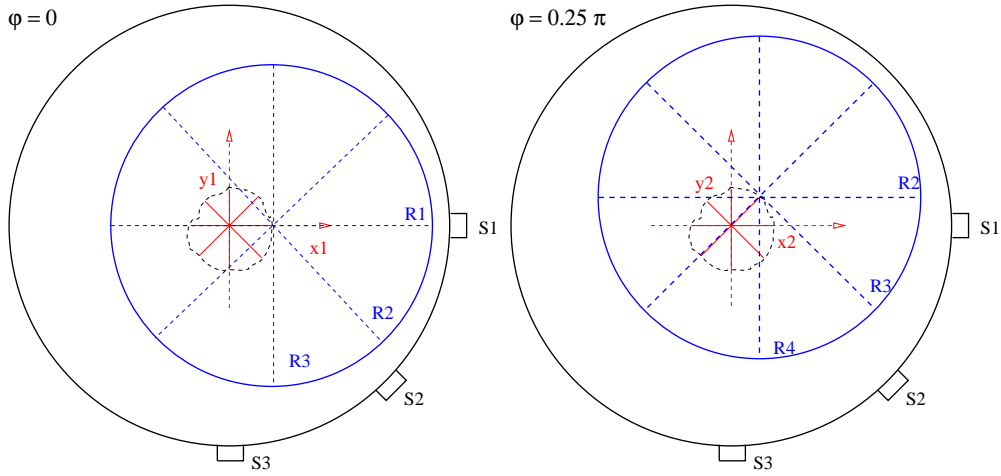 φ = 0
y1
R1
S1
x1
R2
R3
S2
S3
φ = 0.25 π
y2
R2
S1
x2
R3
R4
S2
S3